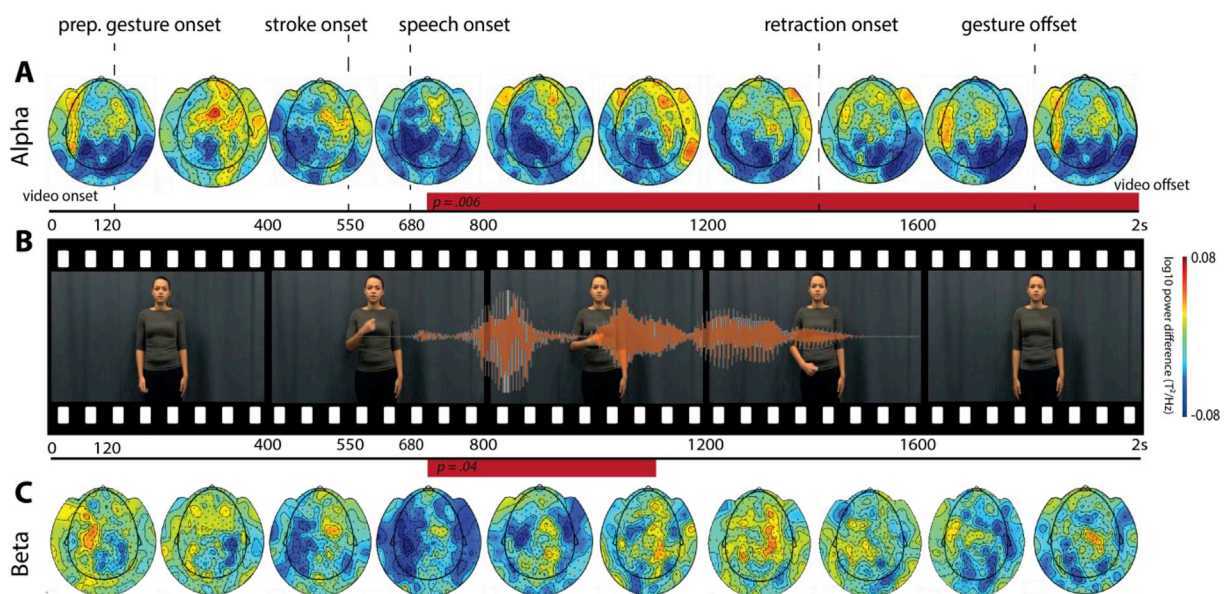 prep. gesture onset stroke onset speech onset retraction onset gesture offset
A
Alpha
video onset
video offset
p = .006
0 120 400 550 680 800 1200 1600 2s
B
0.08
log10 power difference (T²/Hz)
-0.08
0 120 400 550 680 800 1200 1600 2s
p = .04
C
Beta